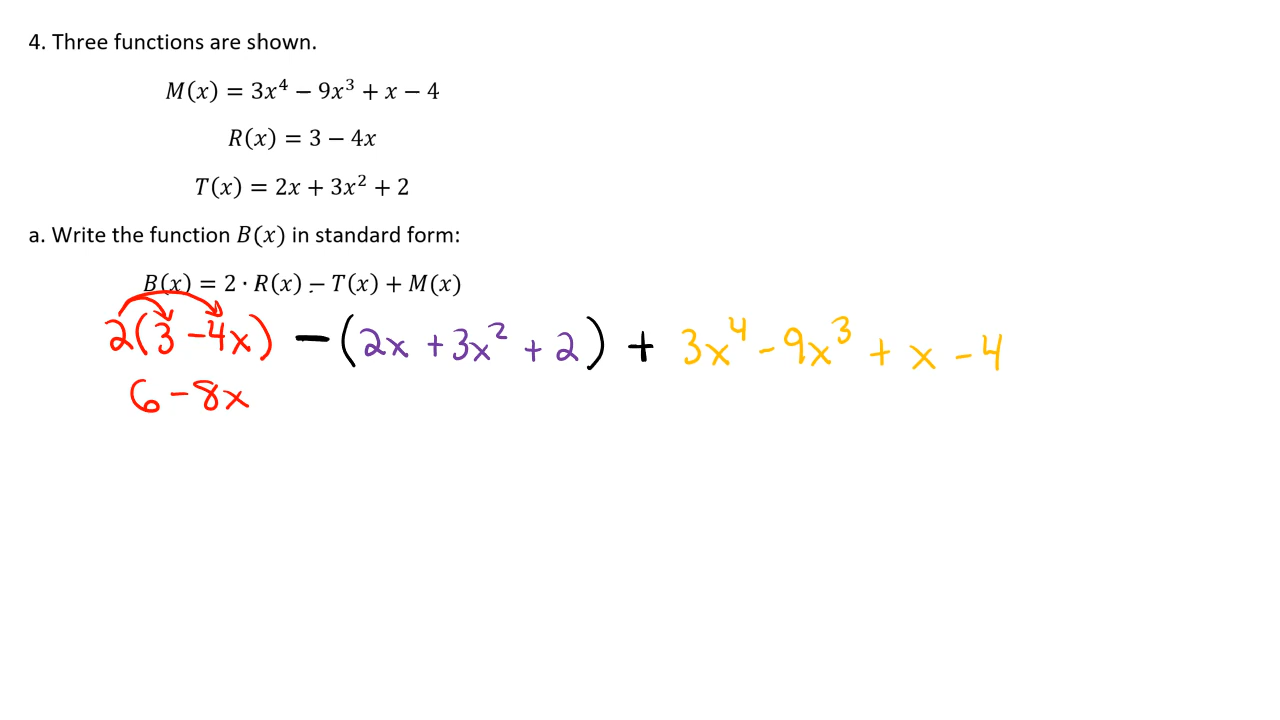 4. Three functions are shown.
M(x) = 3x⁴ − 9x³ + x − 4
R(x) = 3 − 4x
T(x) = 2x + 3x² + 2
a. Write the function B(x) in standard form:
B(x) = 2 · R(x) − T(x) + M(x)
2(3 − 4x) − (2x + 3x² + 2) + 3x⁴ − 9x³ + x − 4
6 − 8x